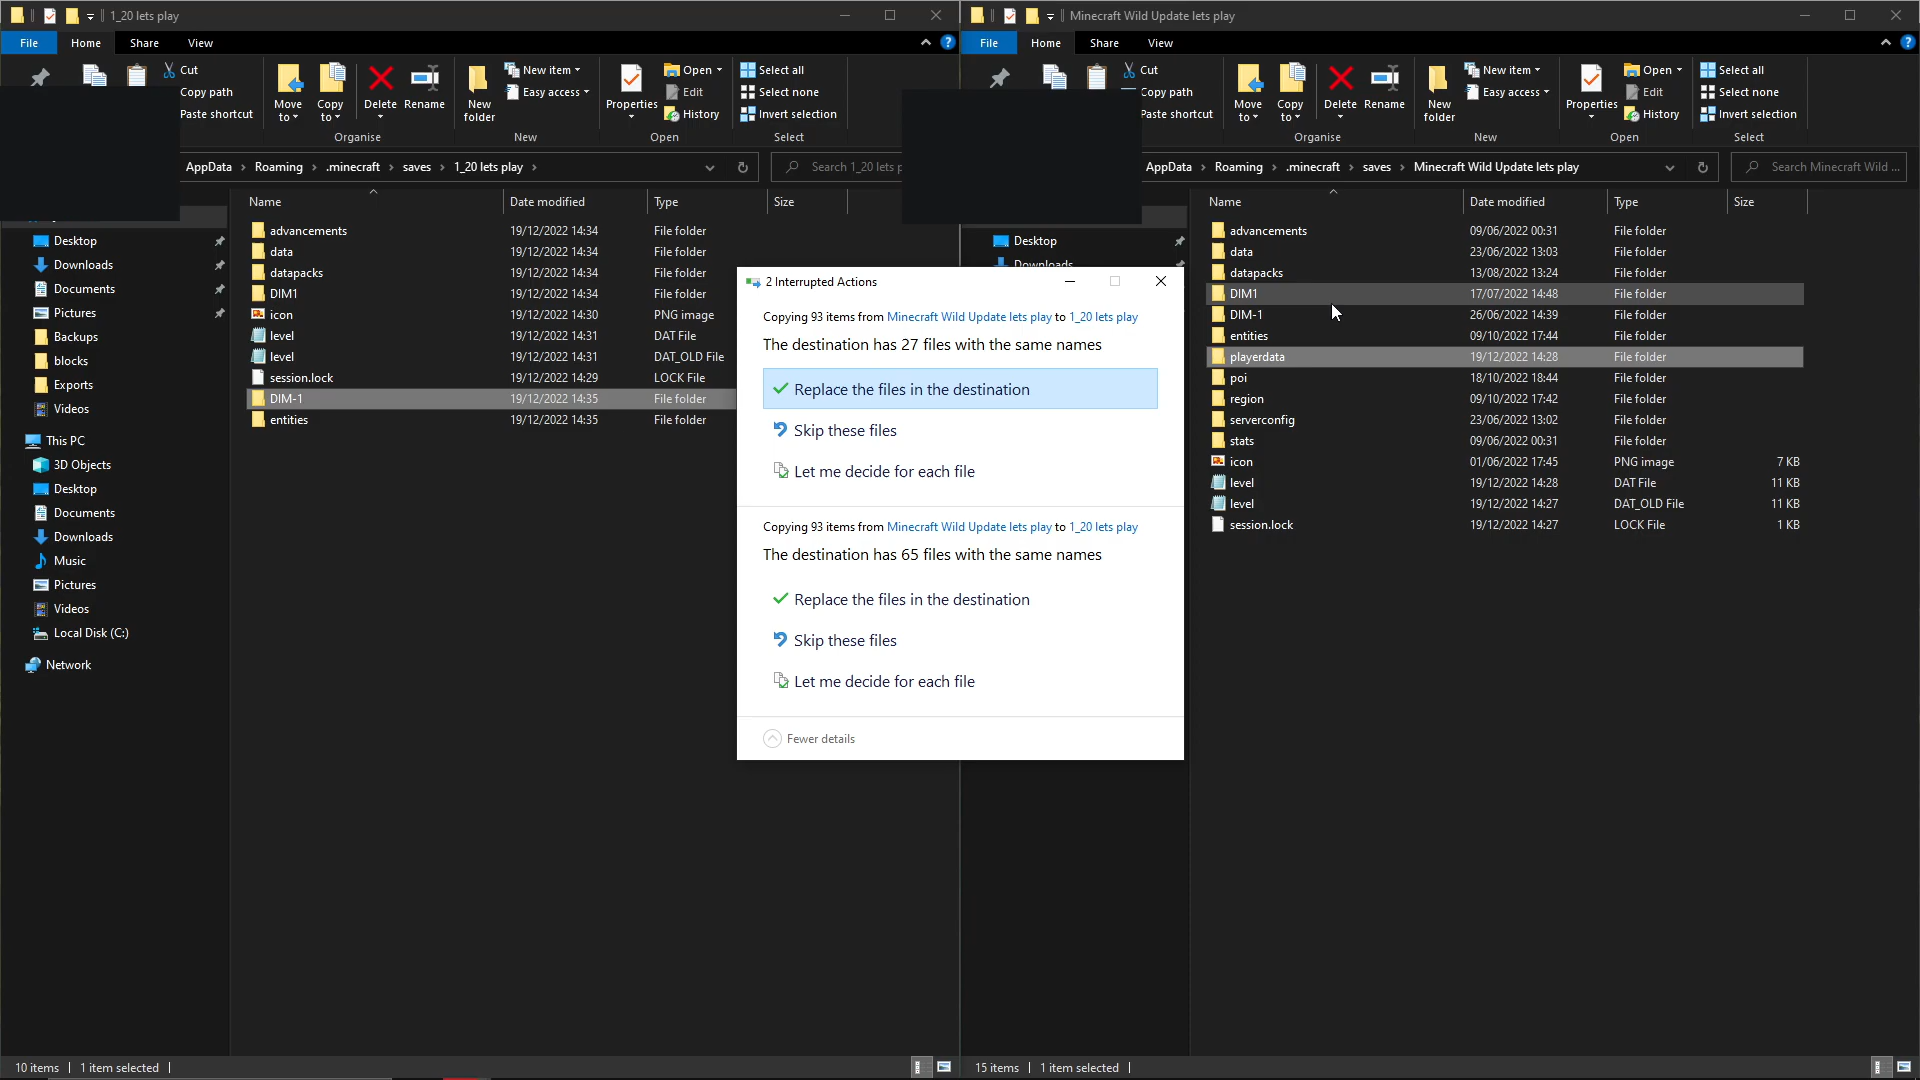 1_20 lets play
File Home Share View
Cut
Copy path
Paste shortcut
Move to
Copy to
Delete
Rename
New folder
New item
Easy access
Properties
Open
Edit
History
Select all
Select none
Invert selection
Organise New Open Select
AppData Roaming .minecraft saves 1_20 lets play
Search 1_20 lets p
Name Date modified Type Size
Desktop
Downloads
Documents
Pictures
Backups
blocks
Exports
Videos
This PC
3D Objects
Desktop
Documents
Downloads
Music
Pictures
Videos
Local Disk (C:)
Network
advancements 19/12/2022 14:34 File folder
data 19/12/2022 14:34 File folder
datapacks 19/12/2022 14:34 File folder
DIM1 19/12/2022 14:34 File folder
icon 19/12/2022 14:30 PNG image
level 19/12/2022 14:31 DAT File
level 19/12/2022 14:31 DAT_OLD File
session.lock 19/12/2022 14:29 LOCK File
DIM-1 19/12/2022 14:35 File folder
entities 19/12/2022 14:35 File folder
10 items 1 item selected
2 Interrupted Actions
Copying 93 items from Minecraft Wild Update lets play to 1_20 lets play
The destination has 27 files with the same names
Replace the files in the destination
Skip these files
Let me decide for each file
Copying 93 items from Minecraft Wild Update lets play to 1_20 lets play
The destination has 65 files with the same names
Replace the files in the destination
Skip these files
Let me decide for each file
Fewer details
Minecraft Wild Update lets play
File Home Share View
Cut
Copy path
Paste shortcut
Move to
Copy to
Delete
Rename
New folder
New item
Easy access
Properties
Open
Edit
History
Select all
Select none
Invert selection
Organise New Open Select
AppData Roaming .minecraft saves Minecraft Wild Update lets play
Search Minecraft Wild ...
Name Date modified Type Size
Desktop
Downloads
advancements 09/06/2022 00:31 File folder
data 23/06/2022 13:03 File folder
datapacks 13/08/2022 13:24 File folder
DIM1 17/07/2022 14:48 File folder
DIM-1 26/06/2022 14:39 File folder
entities 09/10/2022 17:44 File folder
playerdata 19/12/2022 14:28 File folder
poi 18/10/2022 18:44 File folder
region 09/10/2022 17:42 File folder
serverconfig 23/06/2022 13:02 File folder
stats 09/06/2022 00:31 File folder
icon 01/06/2022 17:45 PNG image 7 KB
level 19/12/2022 14:28 DAT File 11 KB
level 19/12/2022 14:27 DAT_OLD File 11 KB
session.lock 19/12/2022 14:27 LOCK File 1 KB
15 items 1 item selected